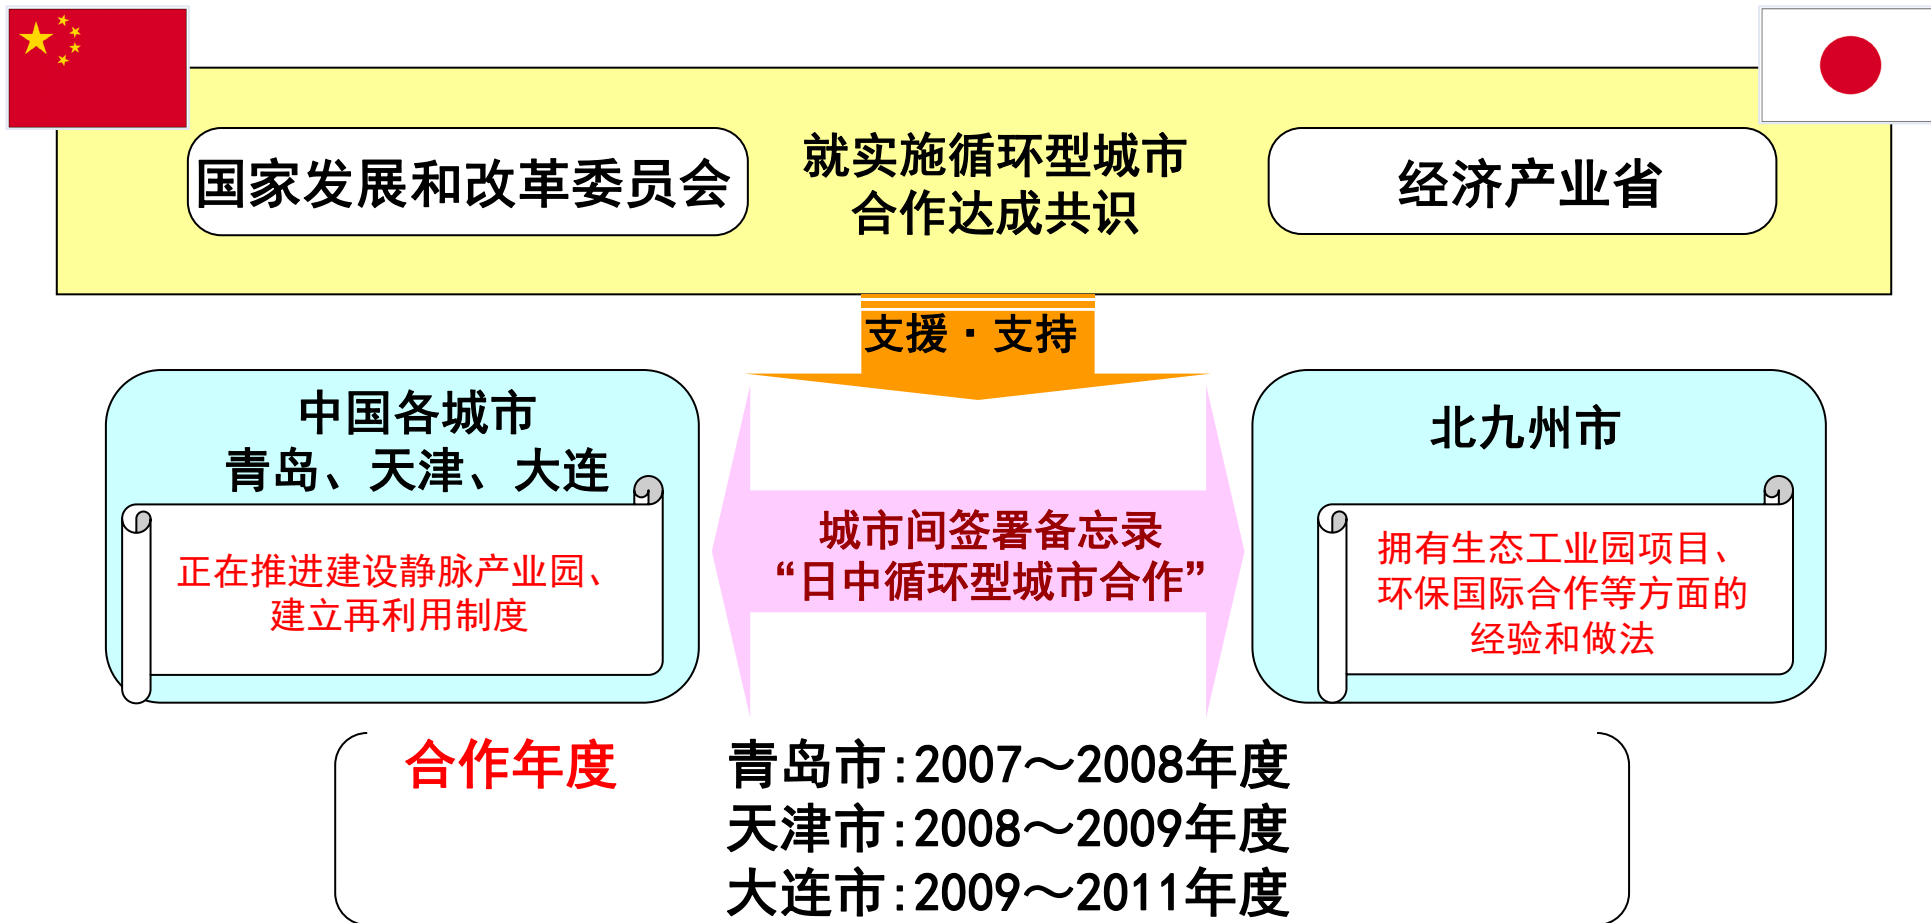 国家发展和改革委员会
就实施循环型城市
合作达成共识
经济产业省
支援·支持
中国各城市
青岛、天津、大连
正在推进建设静脉产业园、
建立再利用制度
城市间签署备忘录
“日中循环型城市合作”
北九州市
拥有生态工业园项目、
环保国际合作等方面的
经验和做法
合作年度 青岛市:2007～2008年度
天津市:2008～2009年度
大连市:2009～2011年度